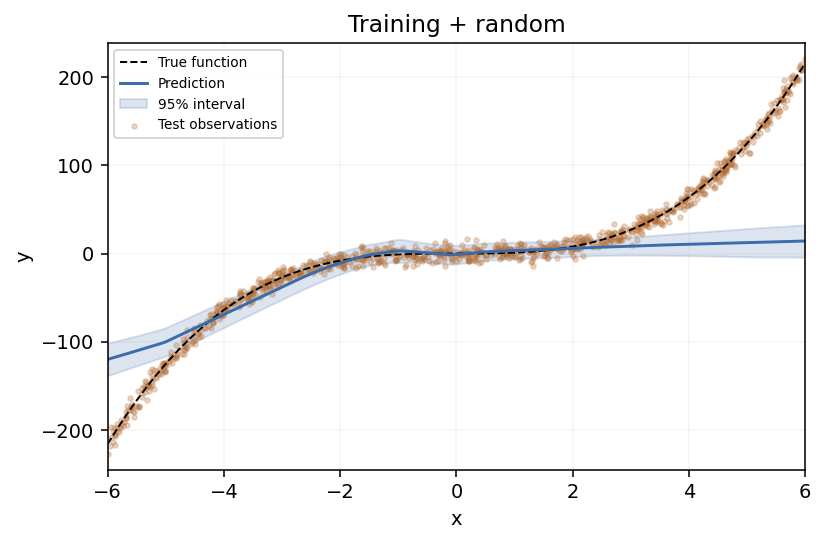 Training + random
True function
Prediction
95% interval
Test observations
200
100
0
−100
−200
y
−6
−4
−2
0
2
4
6
x